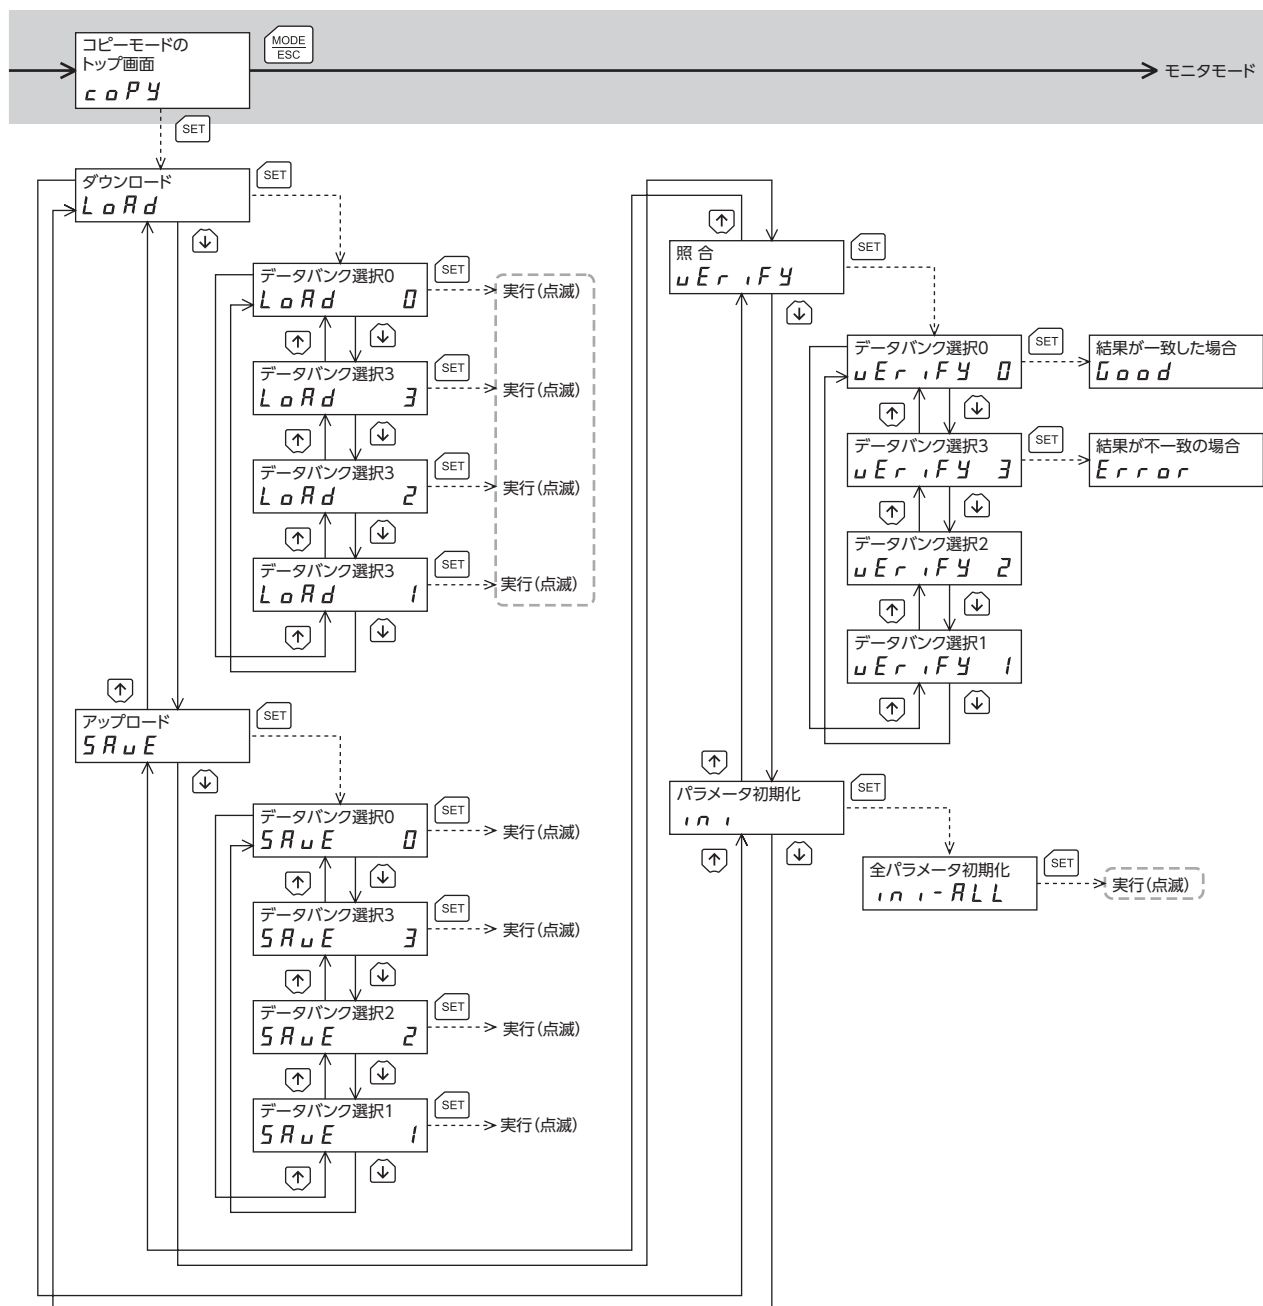 コピーモードの
トップ画面
coPY
MODE
ESC
モニタモード
SET
ダウンロード
LoAd
SET
↓
データバンク選択0
LoAd 0
SET
実行(点滅)
↑
↓
データバンク選択3
LoAd 3
SET
実行(点滅)
↑
↓
データバンク選択3
LoAd 2
SET
実行(点滅)
↑
↓
データバンク選択3
LoAd 1
SET
実行(点滅)
↑
↓
↑
アップロード
SAvE
SET
↓
データバンク選択0
SAvE 0
SET
実行(点滅)
↑
↓
データバンク選択3
SAvE 3
SET
実行(点滅)
↑
↓
データバンク選択2
SAvE 2
SET
実行(点滅)
↑
↓
データバンク選択1
SAvE 1
SET
実行(点滅)
↑
↓
↑
照 合
vEriFY
SET
↓
データバンク選択0
vEriFY 0
SET
結果が一致した場合
Good
↑
↓
データバンク選択3
vEriFY 3
SET
結果が不一致の場合
Error
↑
↓
データバンク選択2
vEriFY 2
↑
↓
データバンク選択1
vEriFY 1
↑
↓
↑
パラメータ初期化
ini
SET
↑
↓
全パラメータ初期化
ini-ALL
SET
実行(点滅)